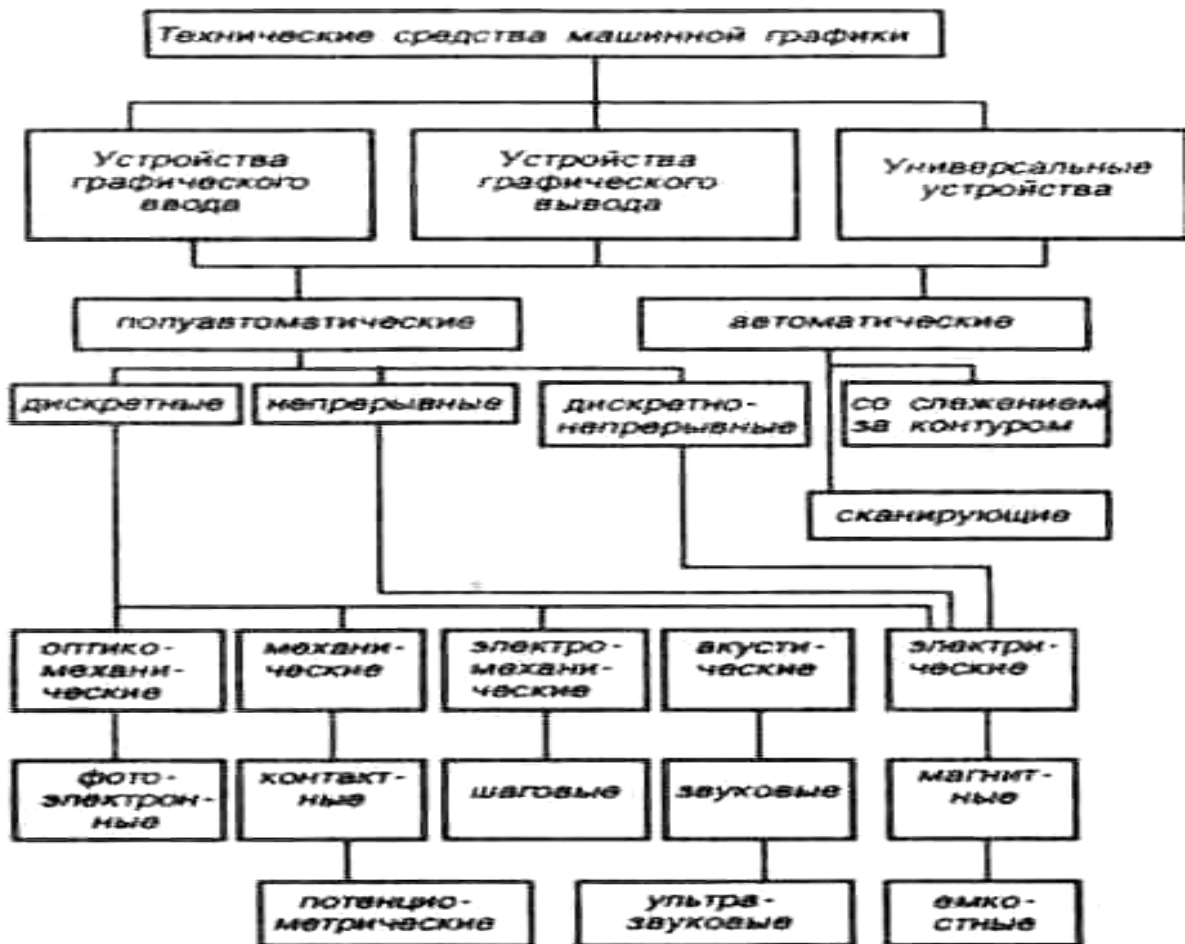 Технические средства машинной графики
Устройства
графического
ввода
Устройства
графического
вывода
Универсальные
устройства
полуавтоматические
автоматические
дискретные
непрерывные
дискретно-
непрерывные
со слежением
за контуром
сканирующие
оптико-
механи-
ческие
механи-
ческие
электро-
механи-
ческие
акусти-
ческие
электри-
ческие
фото-
электрон-
ные
контакт-
ные
шаговые
звуковые
магнит-
ные
потенцио-
метрические
ультра-
звуковые
емко-
стные